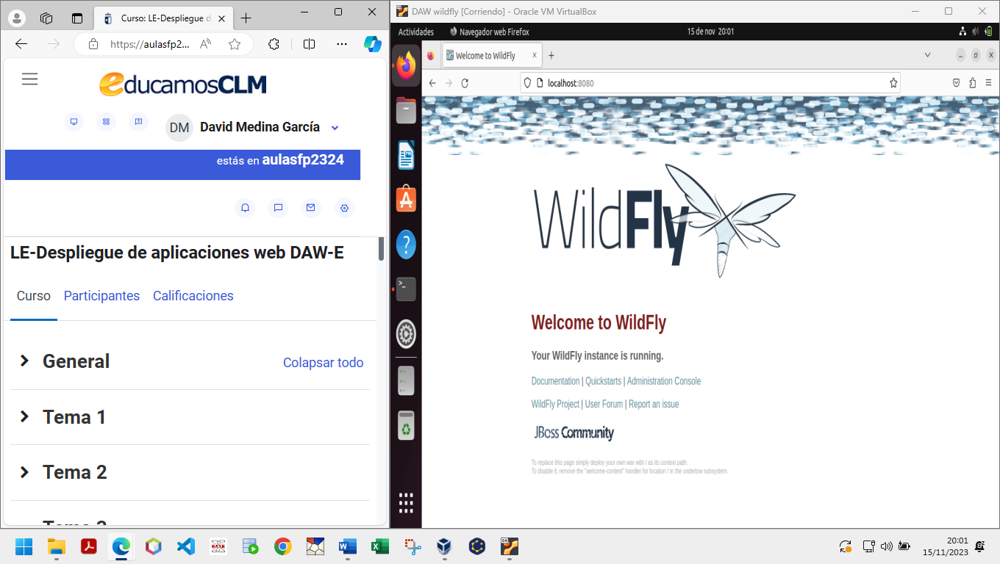 Curso: LE-Despliegue d
https://aulasfp2...
educamosCLM
DM David Medina García
estás en aulasfp2324
LE-Despliegue de aplicaciones web DAW-E
Curso Participantes Calificaciones
General Colapsar todo
Tema 1
Tema 2
DAW wildfly [Corriendo] - Oracle VM VirtualBox
Actividades Navegador web Firefox 15 de nov 20:01
Welcome to WildFly
localhost:8080
WildFly
Welcome to WildFly
Your WildFly instance is running.
Documentation | Quickstarts | Administration Console
WildFly Project | User Forum | Report an issue
JBoss Community
To replace this page simply deploy your own war with / as its context path.
To disable it, remove the "welcome-content" handler for location / in the undertow subsystem.
20:01
15/11/2023